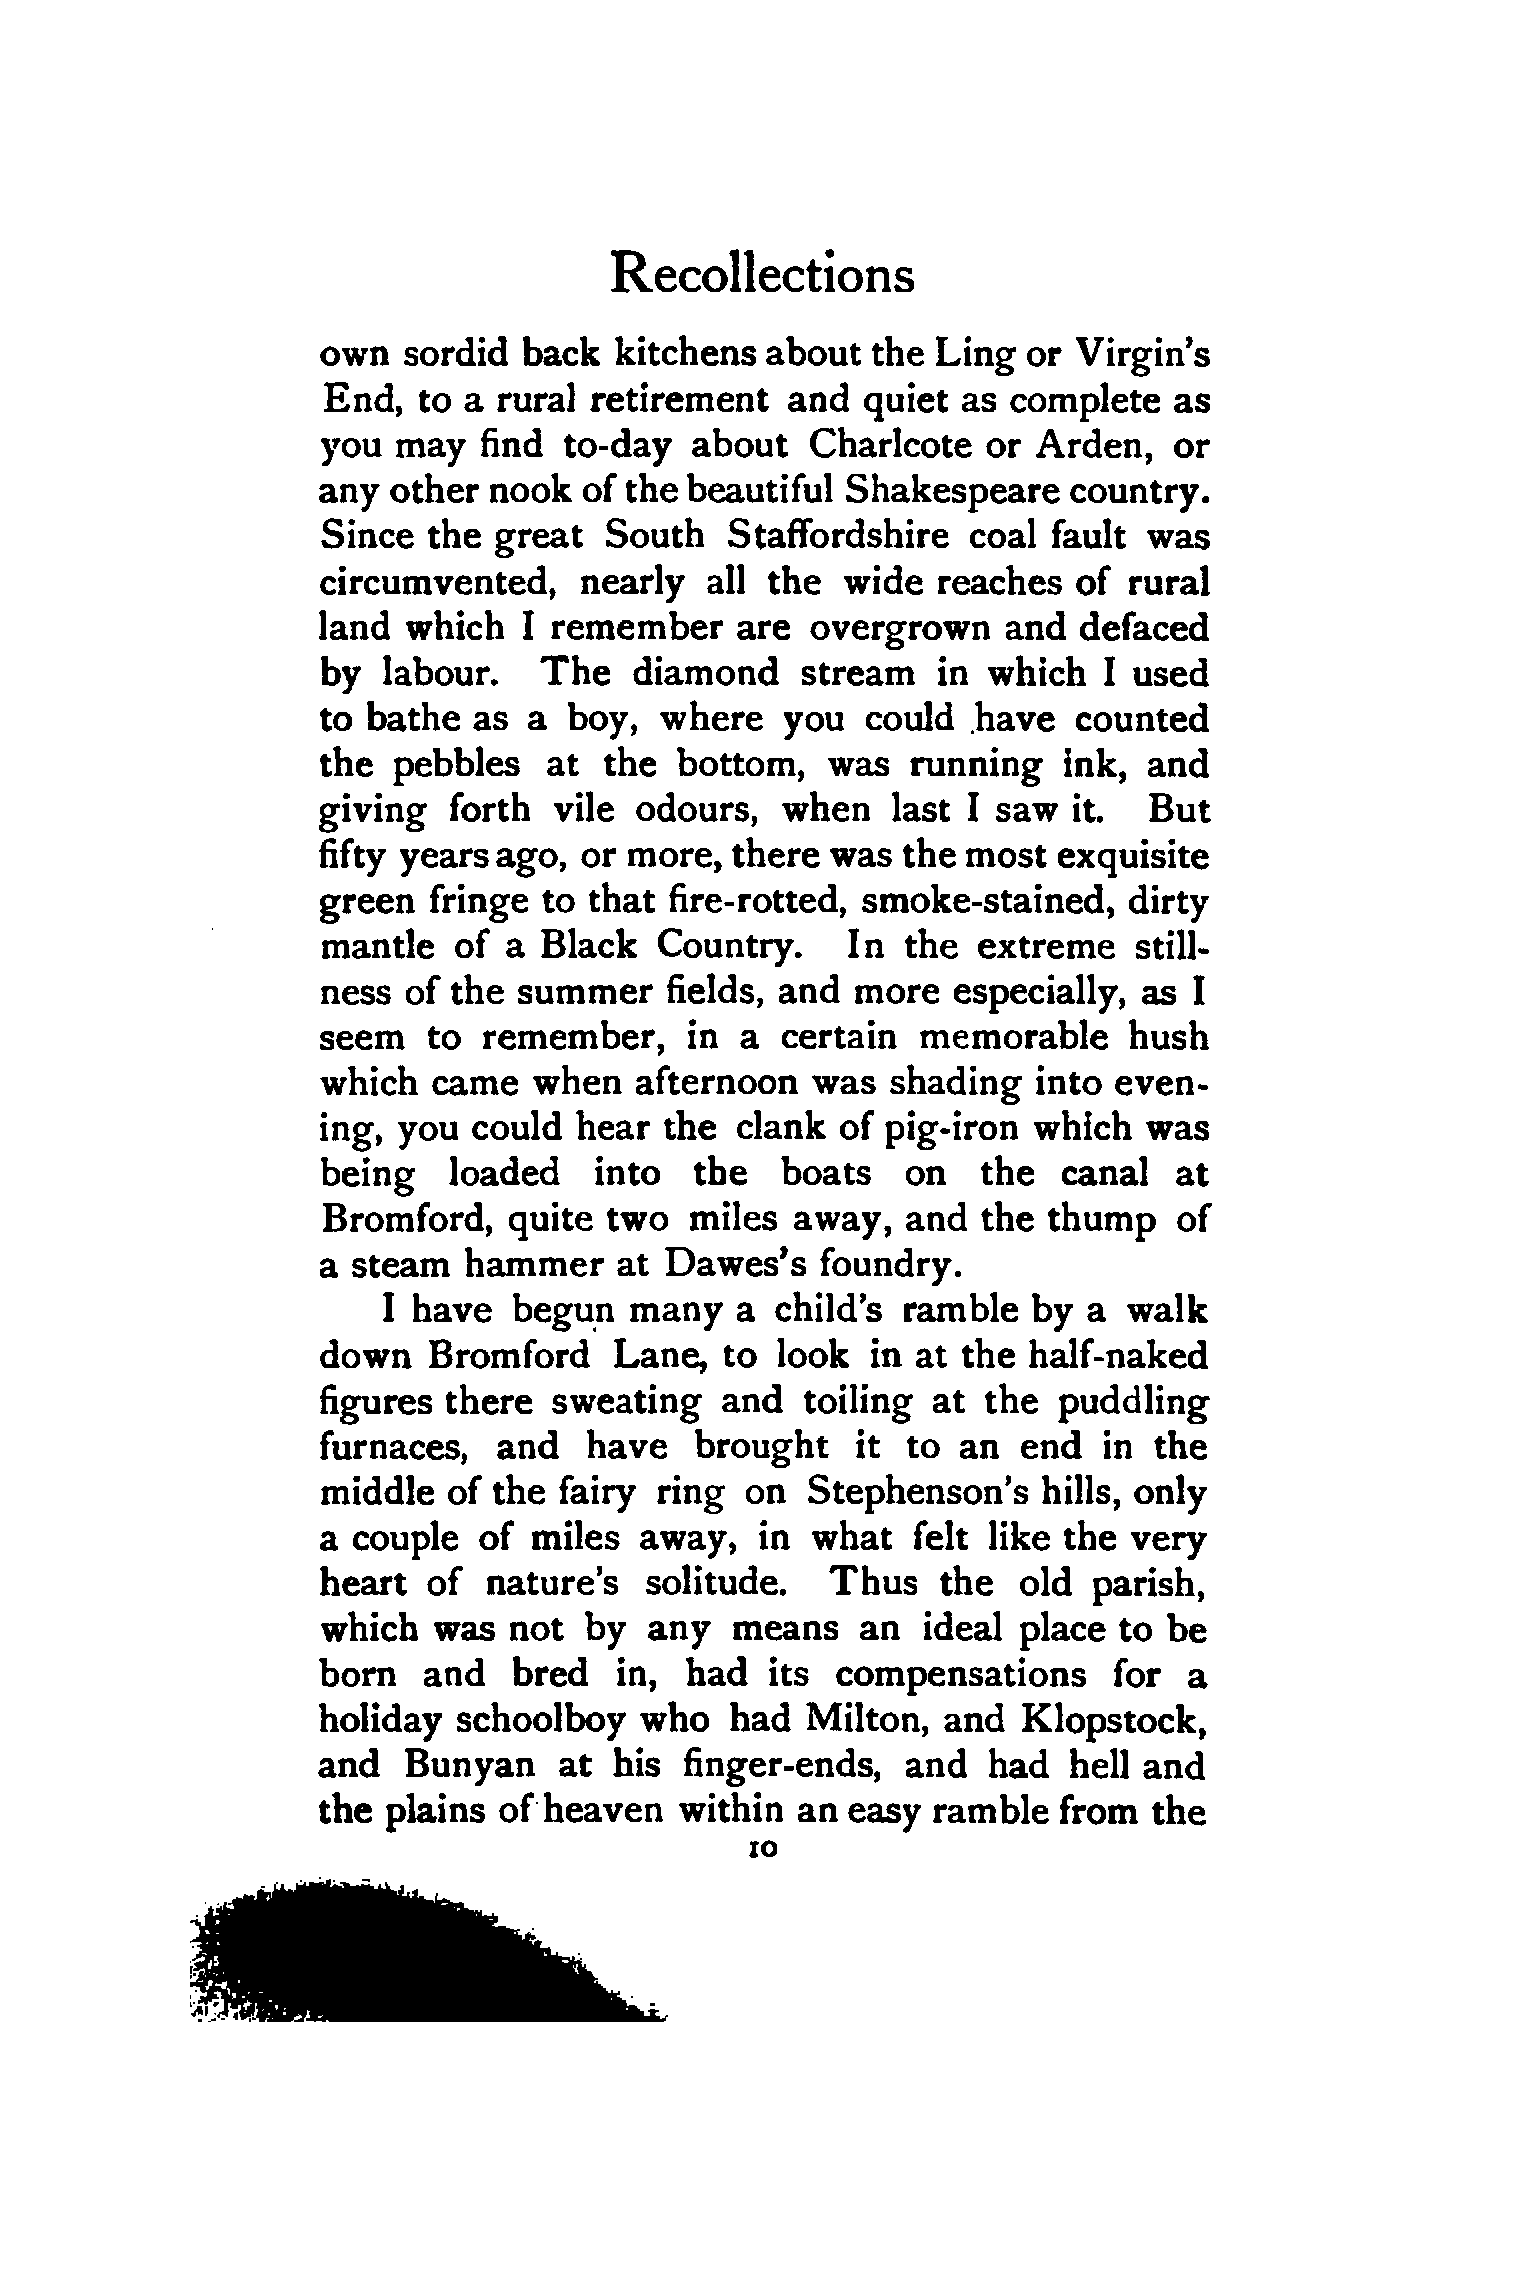 Recollections
own sordid back kitchens about the Ling or Virgin's
End, to a rural retirement and quiet as complete as
you may find to-day about Charlcote or Arden, or
any other nook of the beautiful Shakespeare country.
Since the great South Staffordshire coal fault was
circumvented, nearly all the wide reaches of rural
land which I remember are overgrown and defaced
by labour. The diamond stream in which I used
to bathe as a boy, where you could have counted
the pebbles at the bottom, was running ink, and
giving forth vile odours, when last I saw it. But
fifty years ago, or more, there was the most exquisite
green fringe to that fire-rotted, smoke-stained, dirty
mantle of a Black Country. In the extreme still-
ness of the summer fields, and more especially, as I
seem to remember, in a certain memorable hush
which came when afternoon was shading into even-
ing, you could hear the clank of pig-iron which was
being loaded into the boats on the canal at
Bromford, quite two miles away, and the thump of
a steam hammer at Dawes's foundry.
I have begun many a child's ramble by a walk
down Bromford Lane, to look in at the half-naked
figures there sweating and toiling at the puddling
furnaces, and have brought it to an end in the
middle of the fairy ring on Stephenson's hills, only
a couple of miles away, in what felt like the very
heart of nature's solitude. Thus the old parish,
which was not by any means an ideal place to be
born and bred in, had its compensations for a
holiday schoolboy who had Milton, and Klopstock,
and Bunyan at his finger-ends, and had hell and
the plains of heaven within an easy ramble from the
10